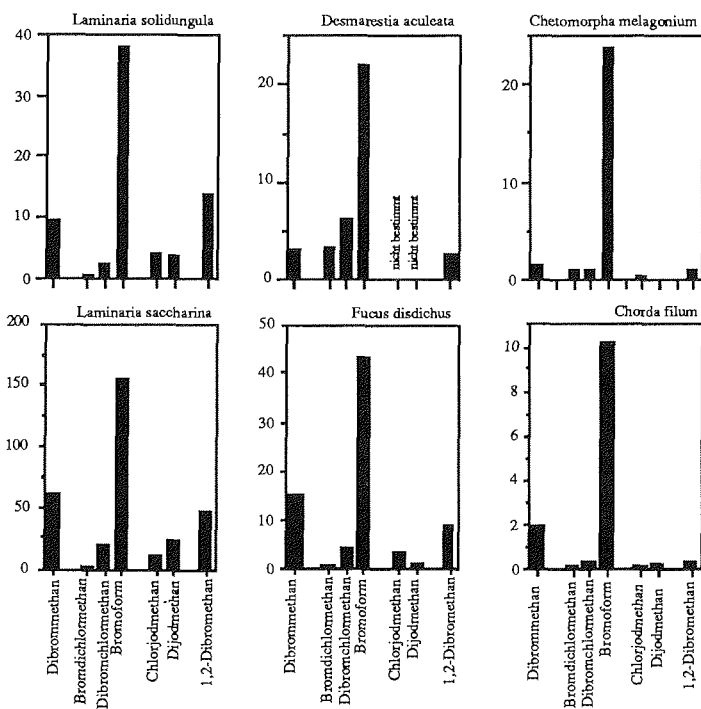 Laminaria solidungula
40
30
20
10
0
Desmarestia aculeata
20
10
0
nicht bestimmt
nicht bestimmt
Chetomorpha melagonium
20
10
0
Laminaria saccharina
200
150
100
50
0
Fucus disdichus
50
40
30
20
10
0
Chorda filum
10
8
6
4
2
0
Dibrommethan
Bromdichlormethan
Dibromchlormethan
Bromoform
Chlorjodmethan
Dijodmethan
1,2-Dibromethan
Dibrommethan
Bromdichlormethan
Dibromchlormethan
Bromoform
Chlorjodmethan
Dijodmethan
1,2-Dibromethan
Dibrommethan
Bromdichlormethan
Dibromchlormethan
Bromoform
Chlorjodmethan
Dijodmethan
1,2-Dibromethan